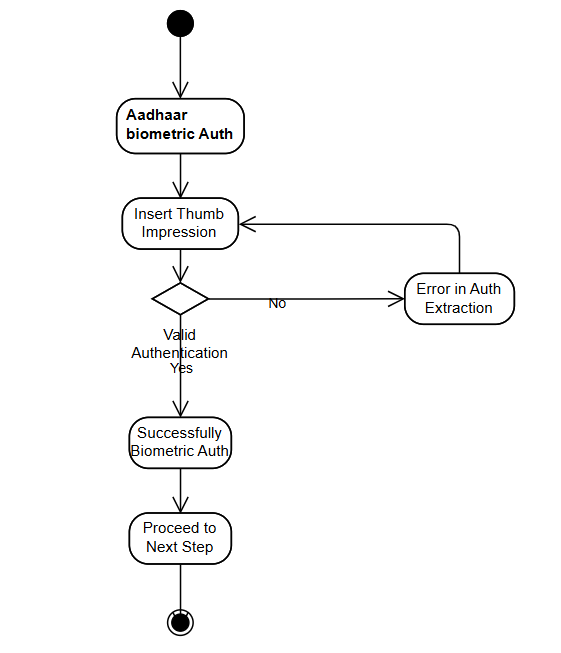 Aadhaar
biometric Auth
Insert Thumb
Impression
Error in Auth
Extraction
No
Valid
Authentication
Yes
Successfully
Biometric Auth
Proceed to
Next Step